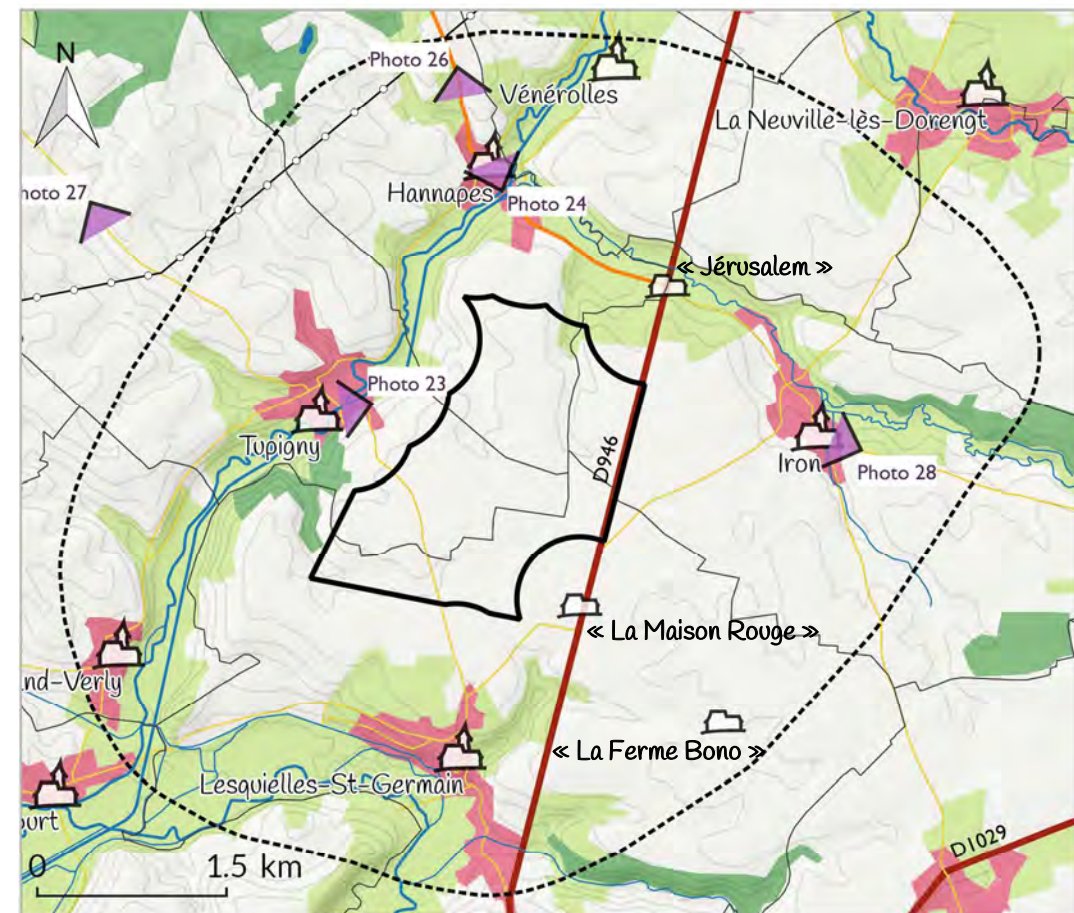 N
Photo 26
Vénérolles
La Neuville-lès-Dorengt
hoto 27
Hannapes
Photo 24
« Jérusalem »
Photo 23
Tupigny
D946
Iron
Photo 28
« La Maison Rouge »
nd-Verly
« La Ferme Bono »
Lesquielles-St-Germain
ourt
D1029
0 1.5 km